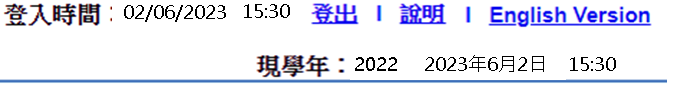 登入時間：02/06/2023 15:30 登出 | 說明 | English Version
現學年：2022 2023年6月2日 15:30